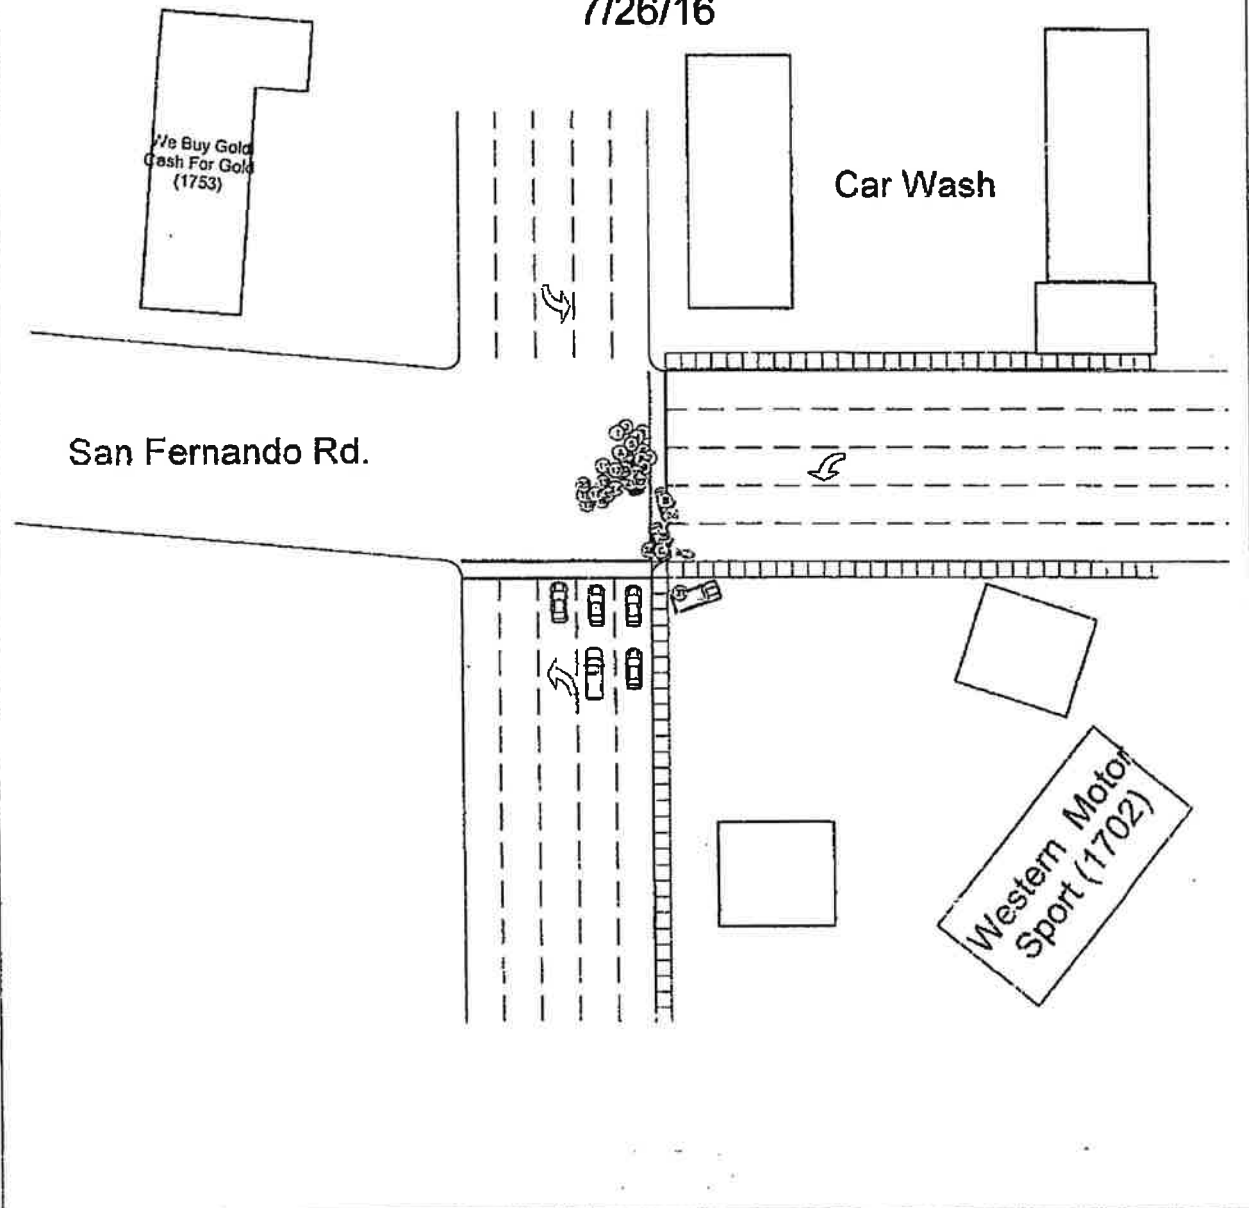 7/26/16
We Buy Gold
Cash For Gold
(1753)
Car Wash
San Fernando Rd.
Western Motor
Sport (1702)